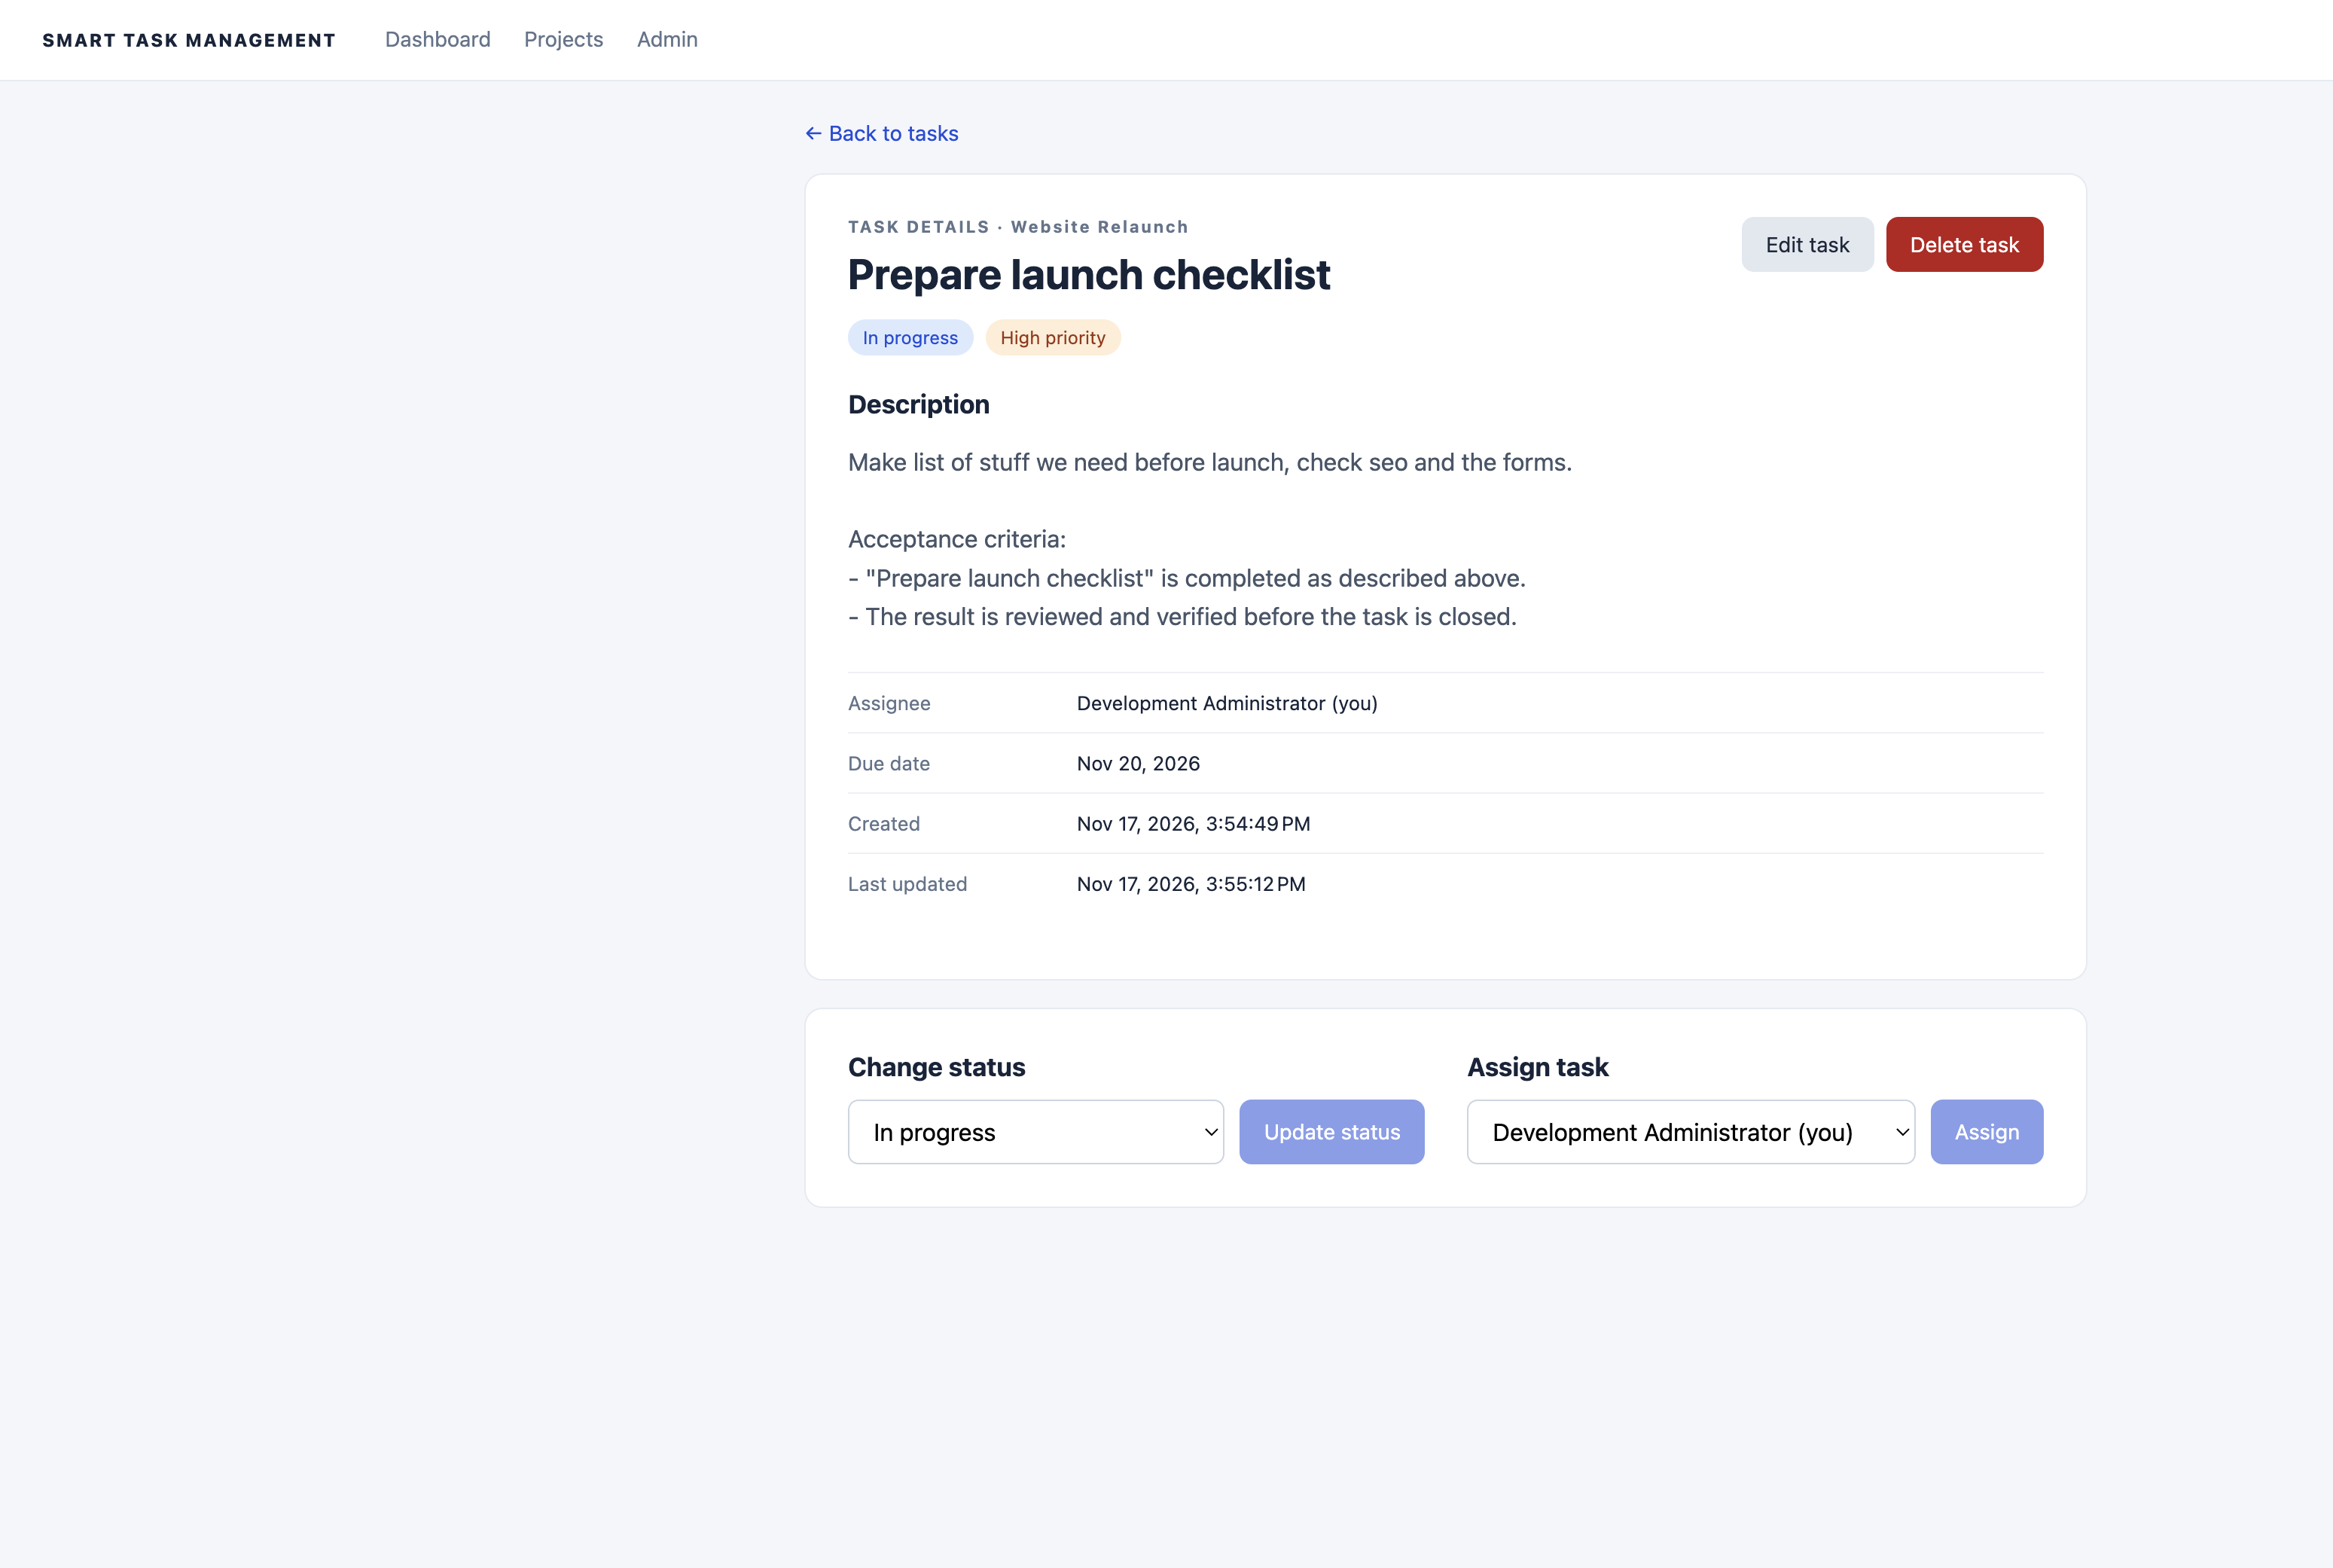 SMART TASK MANAGEMENT Dashboard Projects Admin
← Back to tasks
TASK DETAILS · Website Relaunch
Edit task Delete task
Prepare launch checklist
In progress High priority
Description
Make list of stuff we need before launch, check seo and the forms.
Acceptance criteria:
- "Prepare launch checklist" is completed as described above.
- The result is reviewed and verified before the task is closed.
Assignee Development Administrator (you)
Due date Nov 20, 2026
Created Nov 17, 2026, 3:54:49 PM
Last updated Nov 17, 2026, 3:55:12 PM
Change status Assign task
In progress Update status Development Administrator (you) Assign